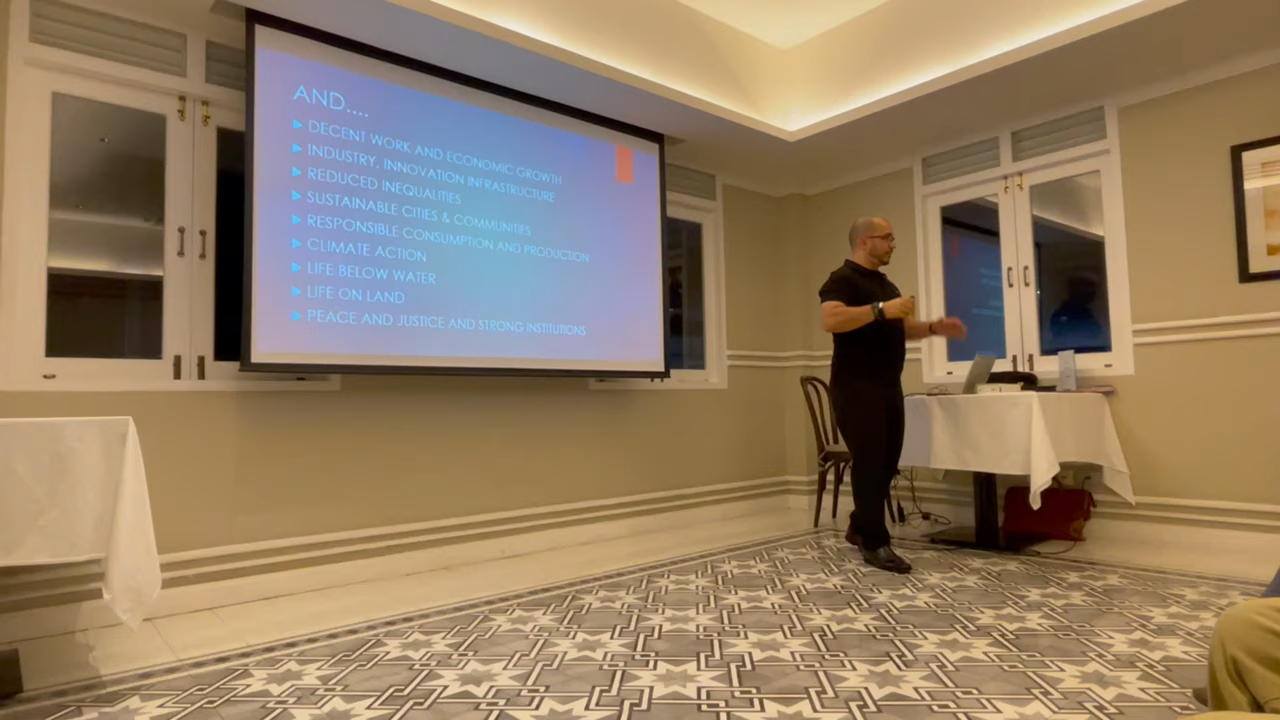 AND....
DECENT WORK AND ECONOMIC GROWTH
INDUSTRY, INNOVATION INFRASTRUCTURE
REDUCED INEQUALITIES
SUSTAINABLE CITIES & COMMUNITIES
RESPONSIBLE CONSUMPTION AND PRODUCTION
CLIMATE ACTION
LIFE BELOW WATER
LIFE ON LAND
PEACE AND JUSTICE AND STRONG INSTITUTIONS